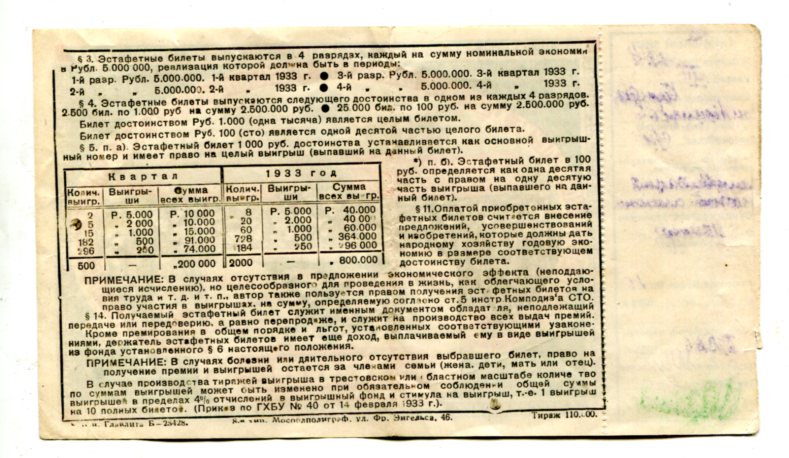 § 3. Эстафетные билеты выпускаются в 4 разрядах, каждый на сумму номинальной экономии
в Рубл. 5.000 000, реализация которой должна быть в периоды:
1-й разр. Рубл. 5.000.000. 1-й квартал 1933 г. ● 3-й разр. Рубл. 5.000.000. 3-й квартал 1933 г.
2-й „ „ 5.000.000. 2-й „ 1933 г. ● 4-й „ „ 5.000.000. 4-й „ 1933 г.
§ 4. Эстафетные билеты выпускаются следующего достоинства в одном из каждых 4 разрядов.
2.500 бил. по 1.000 руб на сумму 2.500.000 руб. ● 25 000 бил. по 100 руб. на сумму 2.500.000 руб.
Билет достоинством Руб. 1.000 (одна тысяча) является целым билетом.
Билет достоинством Руб. 100 (сто) является одной десятой частью целого билета.
§ 5. п. а). Эстафетный билет 1 000 руб. достоинства устанавливается как основной выигрыш-
ный номер и имеет право на целый выигрыш (выпавший на данный билет).
Квартал 1933 год
Колич. выигр. Выигры- ши Сумма всех выигр. Колич. выигр. Выигры- ши Сумма всех выигр.
2 Р. 5 000 Р. 10 000 8 Р. 5 000 Р. 40.000
5 „ 2 000 „ 10.000 20 „ 2.000 „ 40 000
15 „ 1.000 „ 15.000 60 „ 1.000 „ 60.000
182 „ 500 „ 91.000 728 „ 500 „ 364.000
296 „ 250 „ 74.000 1184 „ 250 „ 296 000
500 — „ 200 000 2000 — „ 800.000
*) п. б). Эстафетный билет в 100
руб. определяется как одна десятая
часть с правом на одну десятую
часть выигрыша (выпавшего на дан-
ный билет).
§ 11. Оплатой приобретенных эста-
фетных билетов считается внесение
предложений, усовершенствований
и изобретений, которые должны дать
народному хозяйству годовую эко-
номию в размере соответствующем
достоинству билета.
ПРИМЕЧАНИЕ: В случаях отсутствия в предложении экономического эффекта (неподдаю-
щиеся исчислению), но целесообразного для проведения в жизнь, как облегчающего усло-
вия труда и т. д. и т. п., автор также пользуется правом получения эстафетных билетов на
право участия в выигрышах, на сумму, определяемую согласно ст. 5 инстр Комподиза СТО.
§ 14. Получаемый эстафетный билет служит именным документом обладателя, неподлежащий
передаче или передоверию, а равно перепродаже, и служит на производство всех выдач премий.
Кроме премирования в общем порядке и льгот, установленных соответствующими узаконе-
ниями, держатель эстафетных билетов имеет еще доход, выплачиваемый ему в виде выигрышей
из фонда установленного § 6 настоящего положения.
ПРИМЕЧАНИЕ: В случаях болезни или длительного отсутствия выбравшего билет, право на
получение премии и выигрышей остается за членами семьи (жена, дети, мать или отец).
В случае производства тиражей выигрыша в трестовском или областном масштабе количество
по суммам выигрышей может быть изменено при обязательном соблюдении общей суммы
выигрышей в пределах 4% отчислений в выигрышный фонд и стимула на выигрыш, т.-е. 1 выигрыш
на 10 полных билетов. (Приказ по ГХБУ № 40 от 14 февраля 1933 г.).
Главлита Б — 25428. тип. Мосполиполиграф, ул. Фр. Энгельса, 46. Тираж 110.000.